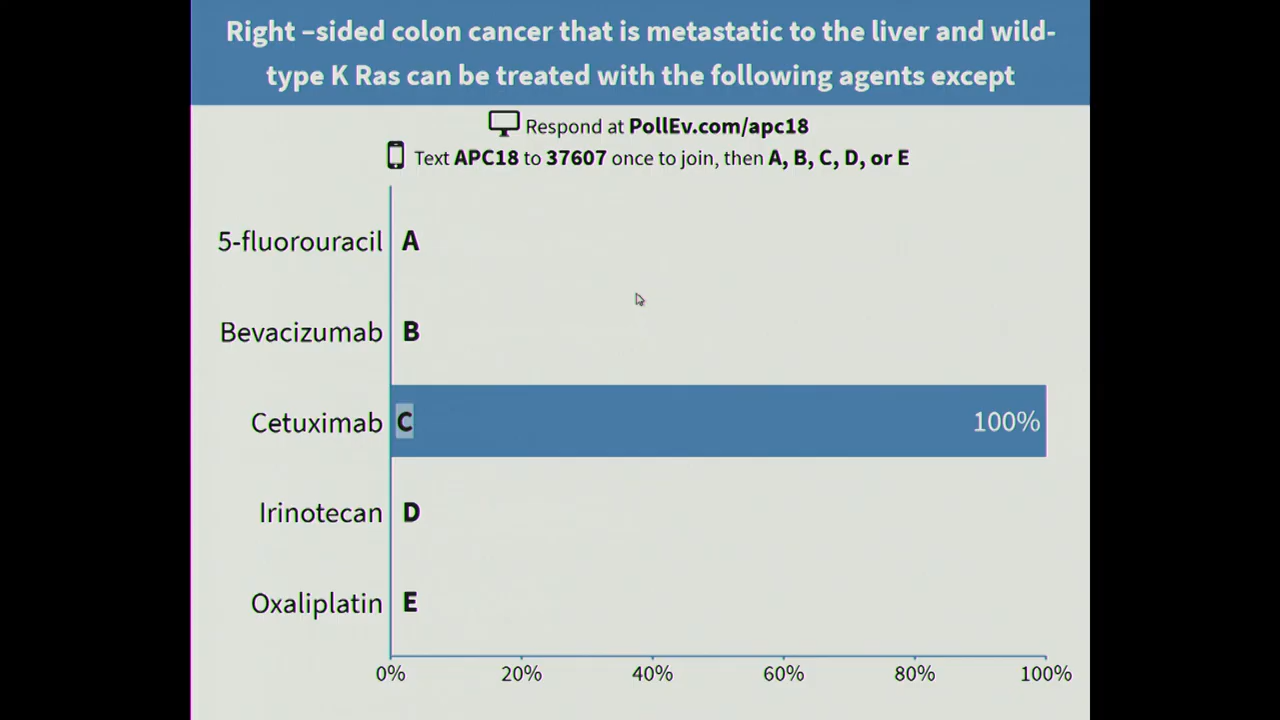 Right –sided colon cancer that is metastatic to the liver and wild-
type K Ras can be treated with the following agents except
Respond at PollEv.com/apc18
Text APC18 to 37607 once to join, then A, B, C, D, or E
5-fluorouracil A
Bevacizumab B
Cetuximab C 100%
Irinotecan D
Oxaliplatin E
0% 20% 40% 60% 80% 100%